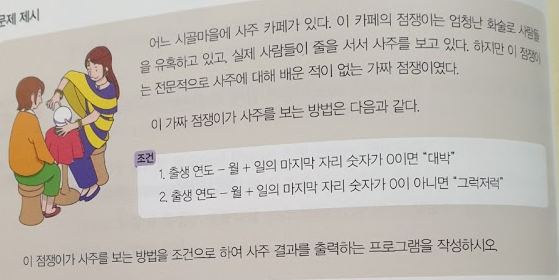 문제 제시
어느 시골마을에 사주 카페가 있다. 이 카페의 점쟁이는 엄청난 화술로 사람들
을 유혹하고 있고, 실제 사람들이 줄을 서서 사주를 보고 있다. 하지만 이 점쟁이
는 전문적으로 사주에 대해 배운 적이 없는 가짜 점쟁이였다.
이 가짜 점쟁이가 사주를 보는 방법은 다음과 같다.
조건
1. 출생 연도 - 월 + 일의 마지막 자리 숫자가 0이면 "대박"
2. 출생 연도 - 월 + 일의 마지막 자리 숫자가 0이 아니면 "그럭저럭"
이 점쟁이가 사주를 보는 방법을 조건으로 하여 사주 결과를 출력하는 프로그램을 작성하시오.